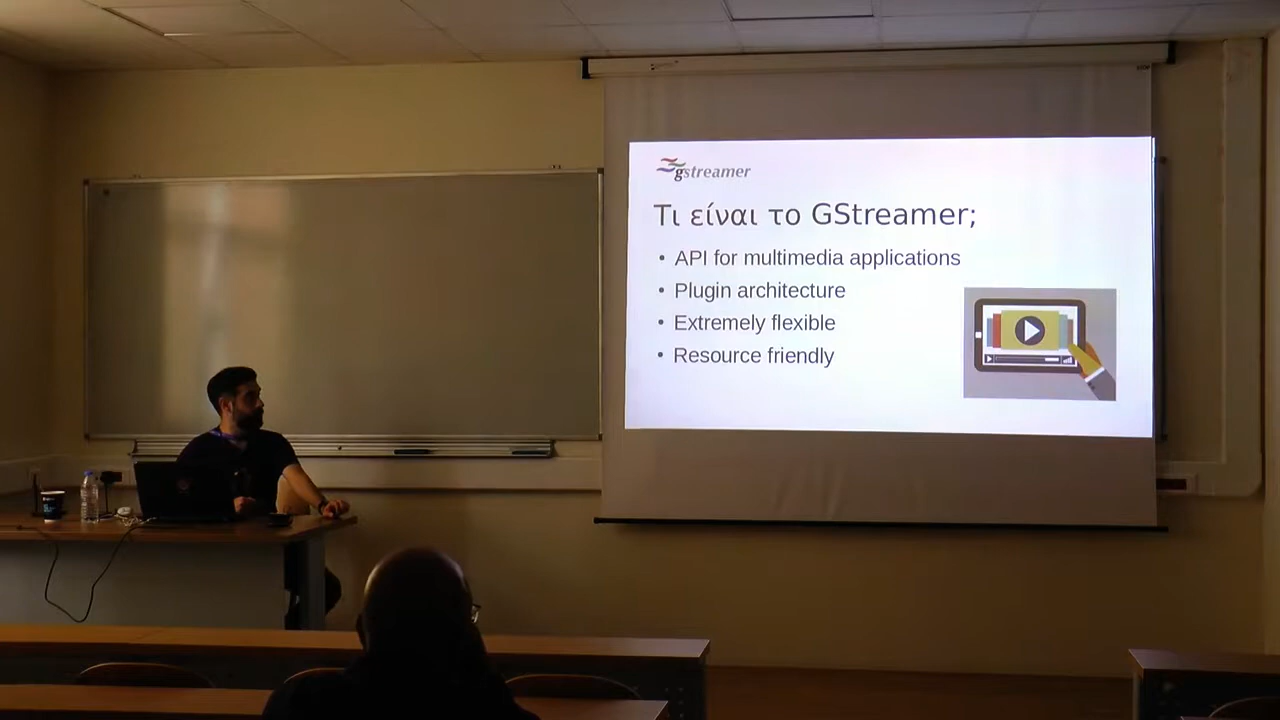 gstreamer
Τι είναι το GStreamer;
• API for multimedia applications
• Plugin architecture
• Extremely flexible
• Resource friendly